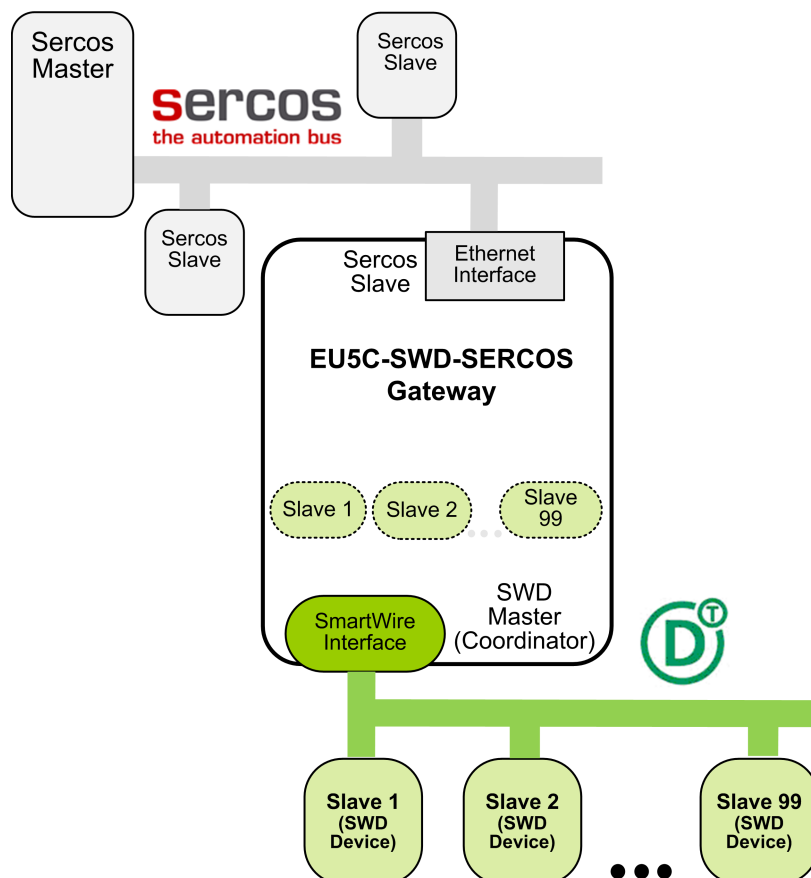 Sercos
Master
Sercos
Slave
sercos
the automation bus
Sercos
Slave
Sercos
Slave
Ethernet
Interface
EU5C-SWD-SERCOS
Gateway
Slave 1
Slave 2
...
Slave
99
SmartWire
Interface
SWD
Master
(Coordinator)
D
T
Slave 1
(SWD
Device)
Slave 2
(SWD
Device)
...
Slave 99
(SWD
Device)